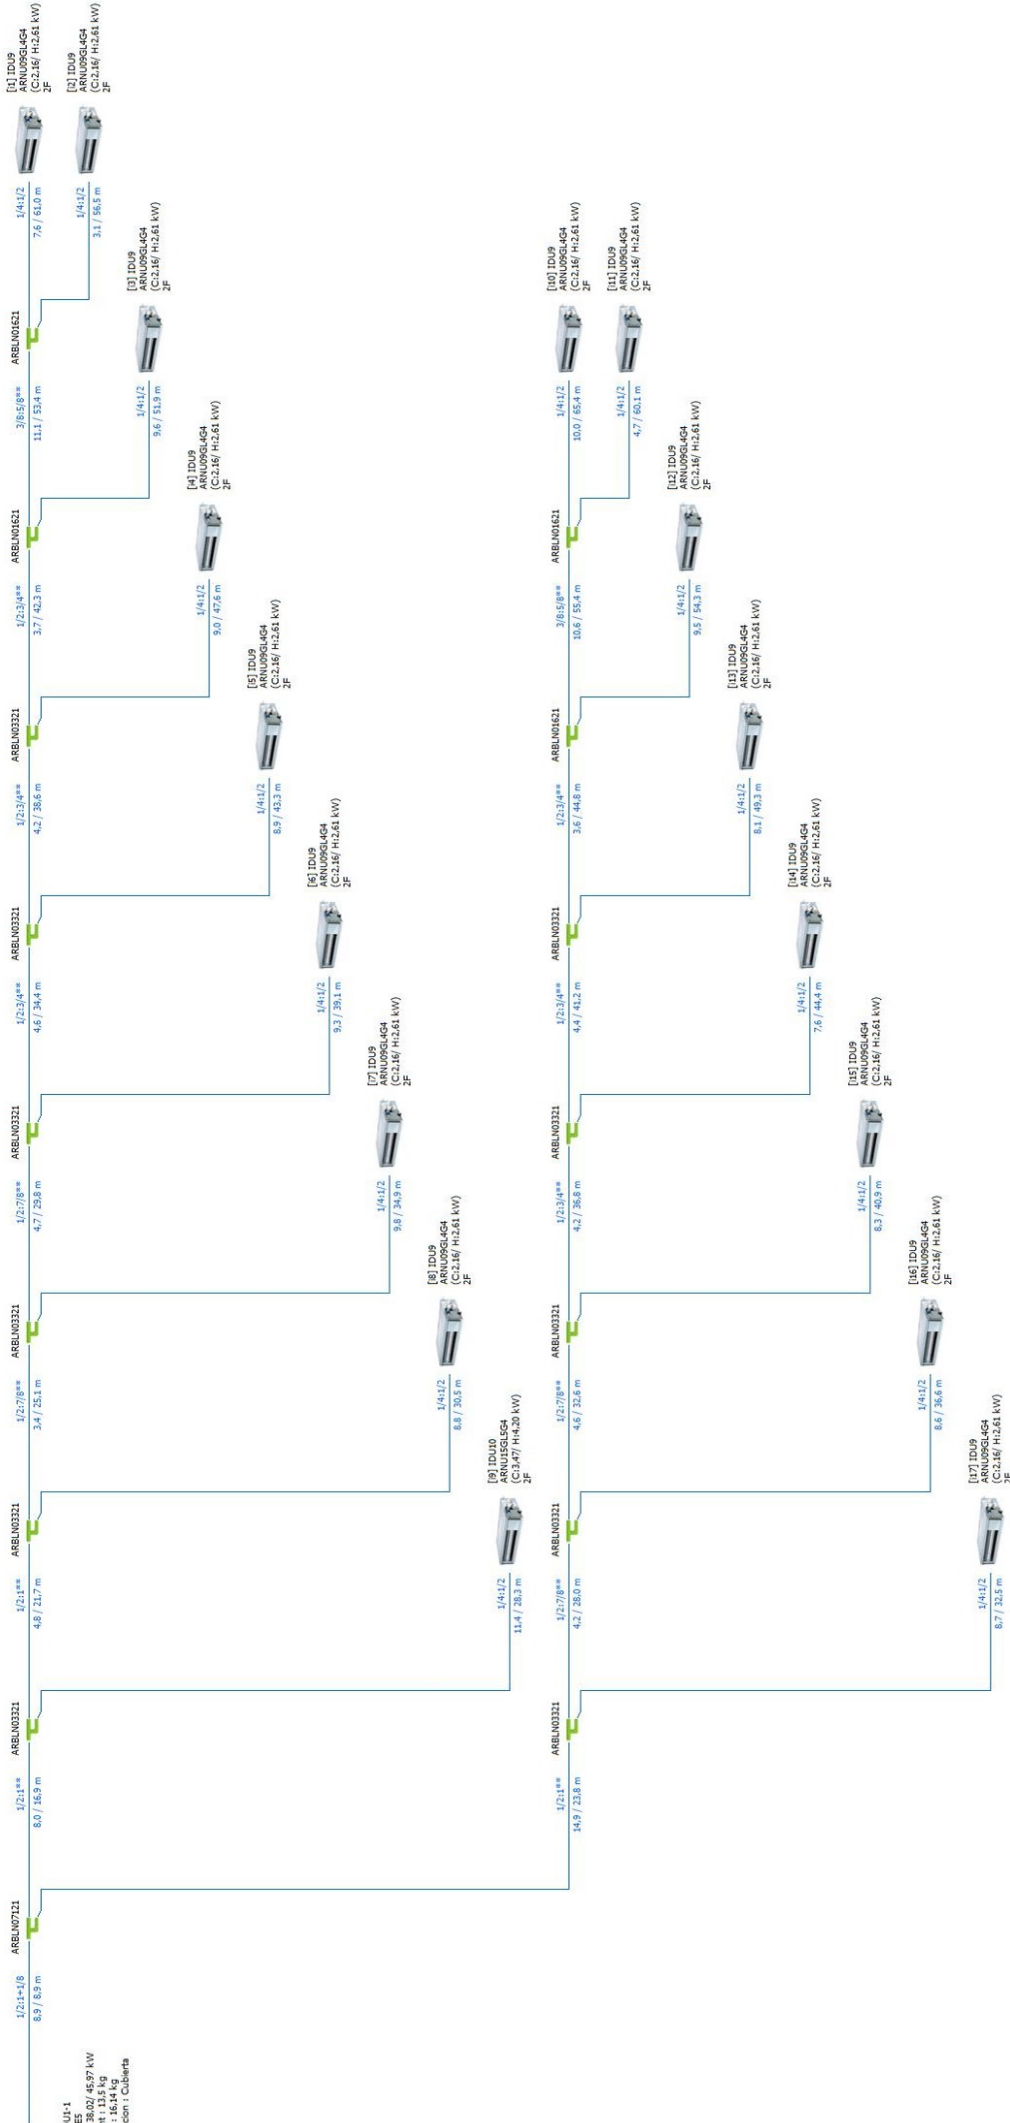 [i1] IDU9
ARNU09GL4G4
(C:2,16/ H:2,61 kW)
2F
[i2] IDU9
ARNU09GL4G4
(C:2,16/ H:2,61 kW)
2F
1/4:1/2
7,6 / 61,0 m
1/4:1/2
3,1 / 56,5 m
ARBLN01621
[i3] IDU9
ARNU09GL4G4
(C:2,16/ H:2,61 kW)
2F
3/8:5/8**
11,1 / 53,4 m
1/4:1/2
9,6 / 51,9 m
ARBLN01621
[i4] IDU9
ARNU09GL4G4
(C:2,16/ H:2,61 kW)
2F
1/2:3/4**
3,7 / 42,3 m
1/4:1/2
9,0 / 47,6 m
ARBLN03321
[i5] IDU9
ARNU09GL4G4
(C:2,16/ H:2,61 kW)
2F
1/2:3/4**
4,2 / 38,6 m
1/4:1/2
8,9 / 43,3 m
ARBLN03321
[i6] IDU9
ARNU09GL4G4
(C:2,16/ H:2,61 kW)
2F
1/2:3/4**
4,6 / 34,4 m
1/4:1/2
9,3 / 39,1 m
ARBLN03321
[i7] IDU9
ARNU09GL4G4
(C:2,16/ H:2,61 kW)
2F
1/2:7/8**
4,7 / 29,8 m
1/4:1/2
9,8 / 34,9 m
ARBLN03321
[i8] IDU9
ARNU09GL4G4
(C:2,16/ H:2,61 kW)
2F
1/2:7/8**
3,4 / 25,1 m
1/4:1/2
8,8 / 30,5 m
ARBLN03321
[i9] IDU10
ARNU15GL5G4
(C:3,47/ H:4,20 kW)
2F
1/2:1**
4,8 / 21,7 m
1/4:1/2
11,4 / 28,3 m
ARBLN03321
1/2:1**
8,0 / 16,9 m
ARBLN07121
1/2:1+1/8
8,9 / 8,9 m
[i10] IDU9
ARNU09GL4G4
(C:2,16/ H:2,61 kW)
2F
[i11] IDU9
ARNU09GL4G4
(C:2,16/ H:2,61 kW)
2F
1/4:1/2
10,0 / 65,4 m
1/4:1/2
4,7 / 60,1 m
ARBLN01621
[i12] IDU9
ARNU09GL4G4
(C:2,16/ H:2,61 kW)
2F
3/8:5/8**
10,6 / 55,4 m
1/4:1/2
9,5 / 54,3 m
ARBLN01621
[i13] IDU9
ARNU09GL4G4
(C:2,16/ H:2,61 kW)
2F
1/2:3/4**
3,6 / 44,8 m
1/4:1/2
8,1 / 49,3 m
ARBLN03321
[i14] IDU9
ARNU09GL4G4
(C:2,16/ H:2,61 kW)
2F
1/2:3/4**
4,4 / 41,2 m
1/4:1/2
7,6 / 44,4 m
ARBLN03321
[i15] IDU9
ARNU09GL4G4
(C:2,16/ H:2,61 kW)
2F
1/2:3/4**
4,2 / 36,8 m
1/4:1/2
8,3 / 40,9 m
ARBLN03321
[i16] IDU9
ARNU09GL4G4
(C:2,16/ H:2,61 kW)
2F
1/2:7/8**
4,6 / 32,6 m
1/4:1/2
8,6 / 36,6 m
ARBLN03321
[i17] IDU9
ARNU09GL4G4
(C:2,16/ H:2,61 kW)
2F
1/2:7/8**
4,2 / 28,0 m
1/4:1/2
8,7 / 32,5 m
ARBLN03321
1/2:1**
14,9 / 23,8 m
38,02/ 45,97 kW
: 13,5 kg
: 16,14 kg
: Cubierta